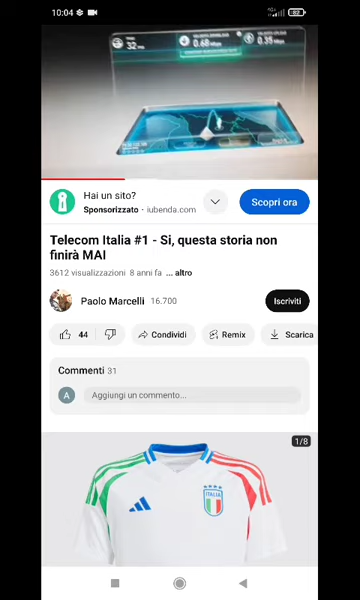 10:04
82
32 ms
0.68 Mbps
0.35 Mbps
Hai un sito?
Sponsorizzato · iubenda.com
Scopri ora
Telecom Italia #1 - Si, questa storia non
finirà MAI
3612 visualizzazioni 8 anni fa ... altro
Paolo Marcelli 16.700
Iscriviti
44 Condividi Remix Scarica
Commenti 31
A Aggiungi un commento...
1/8
ITALIA